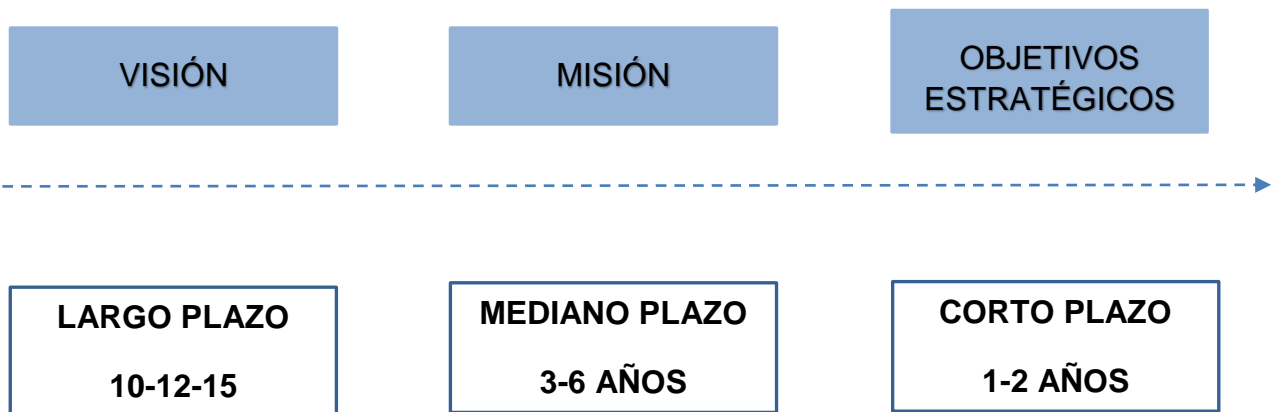 VISIÓN
MISIÓN
OBJETIVOS
ESTRATÉGICOS
LARGO PLAZO
10-12-15
MEDIANO PLAZO
3-6 AÑOS
CORTO PLAZO
1-2 AÑOS